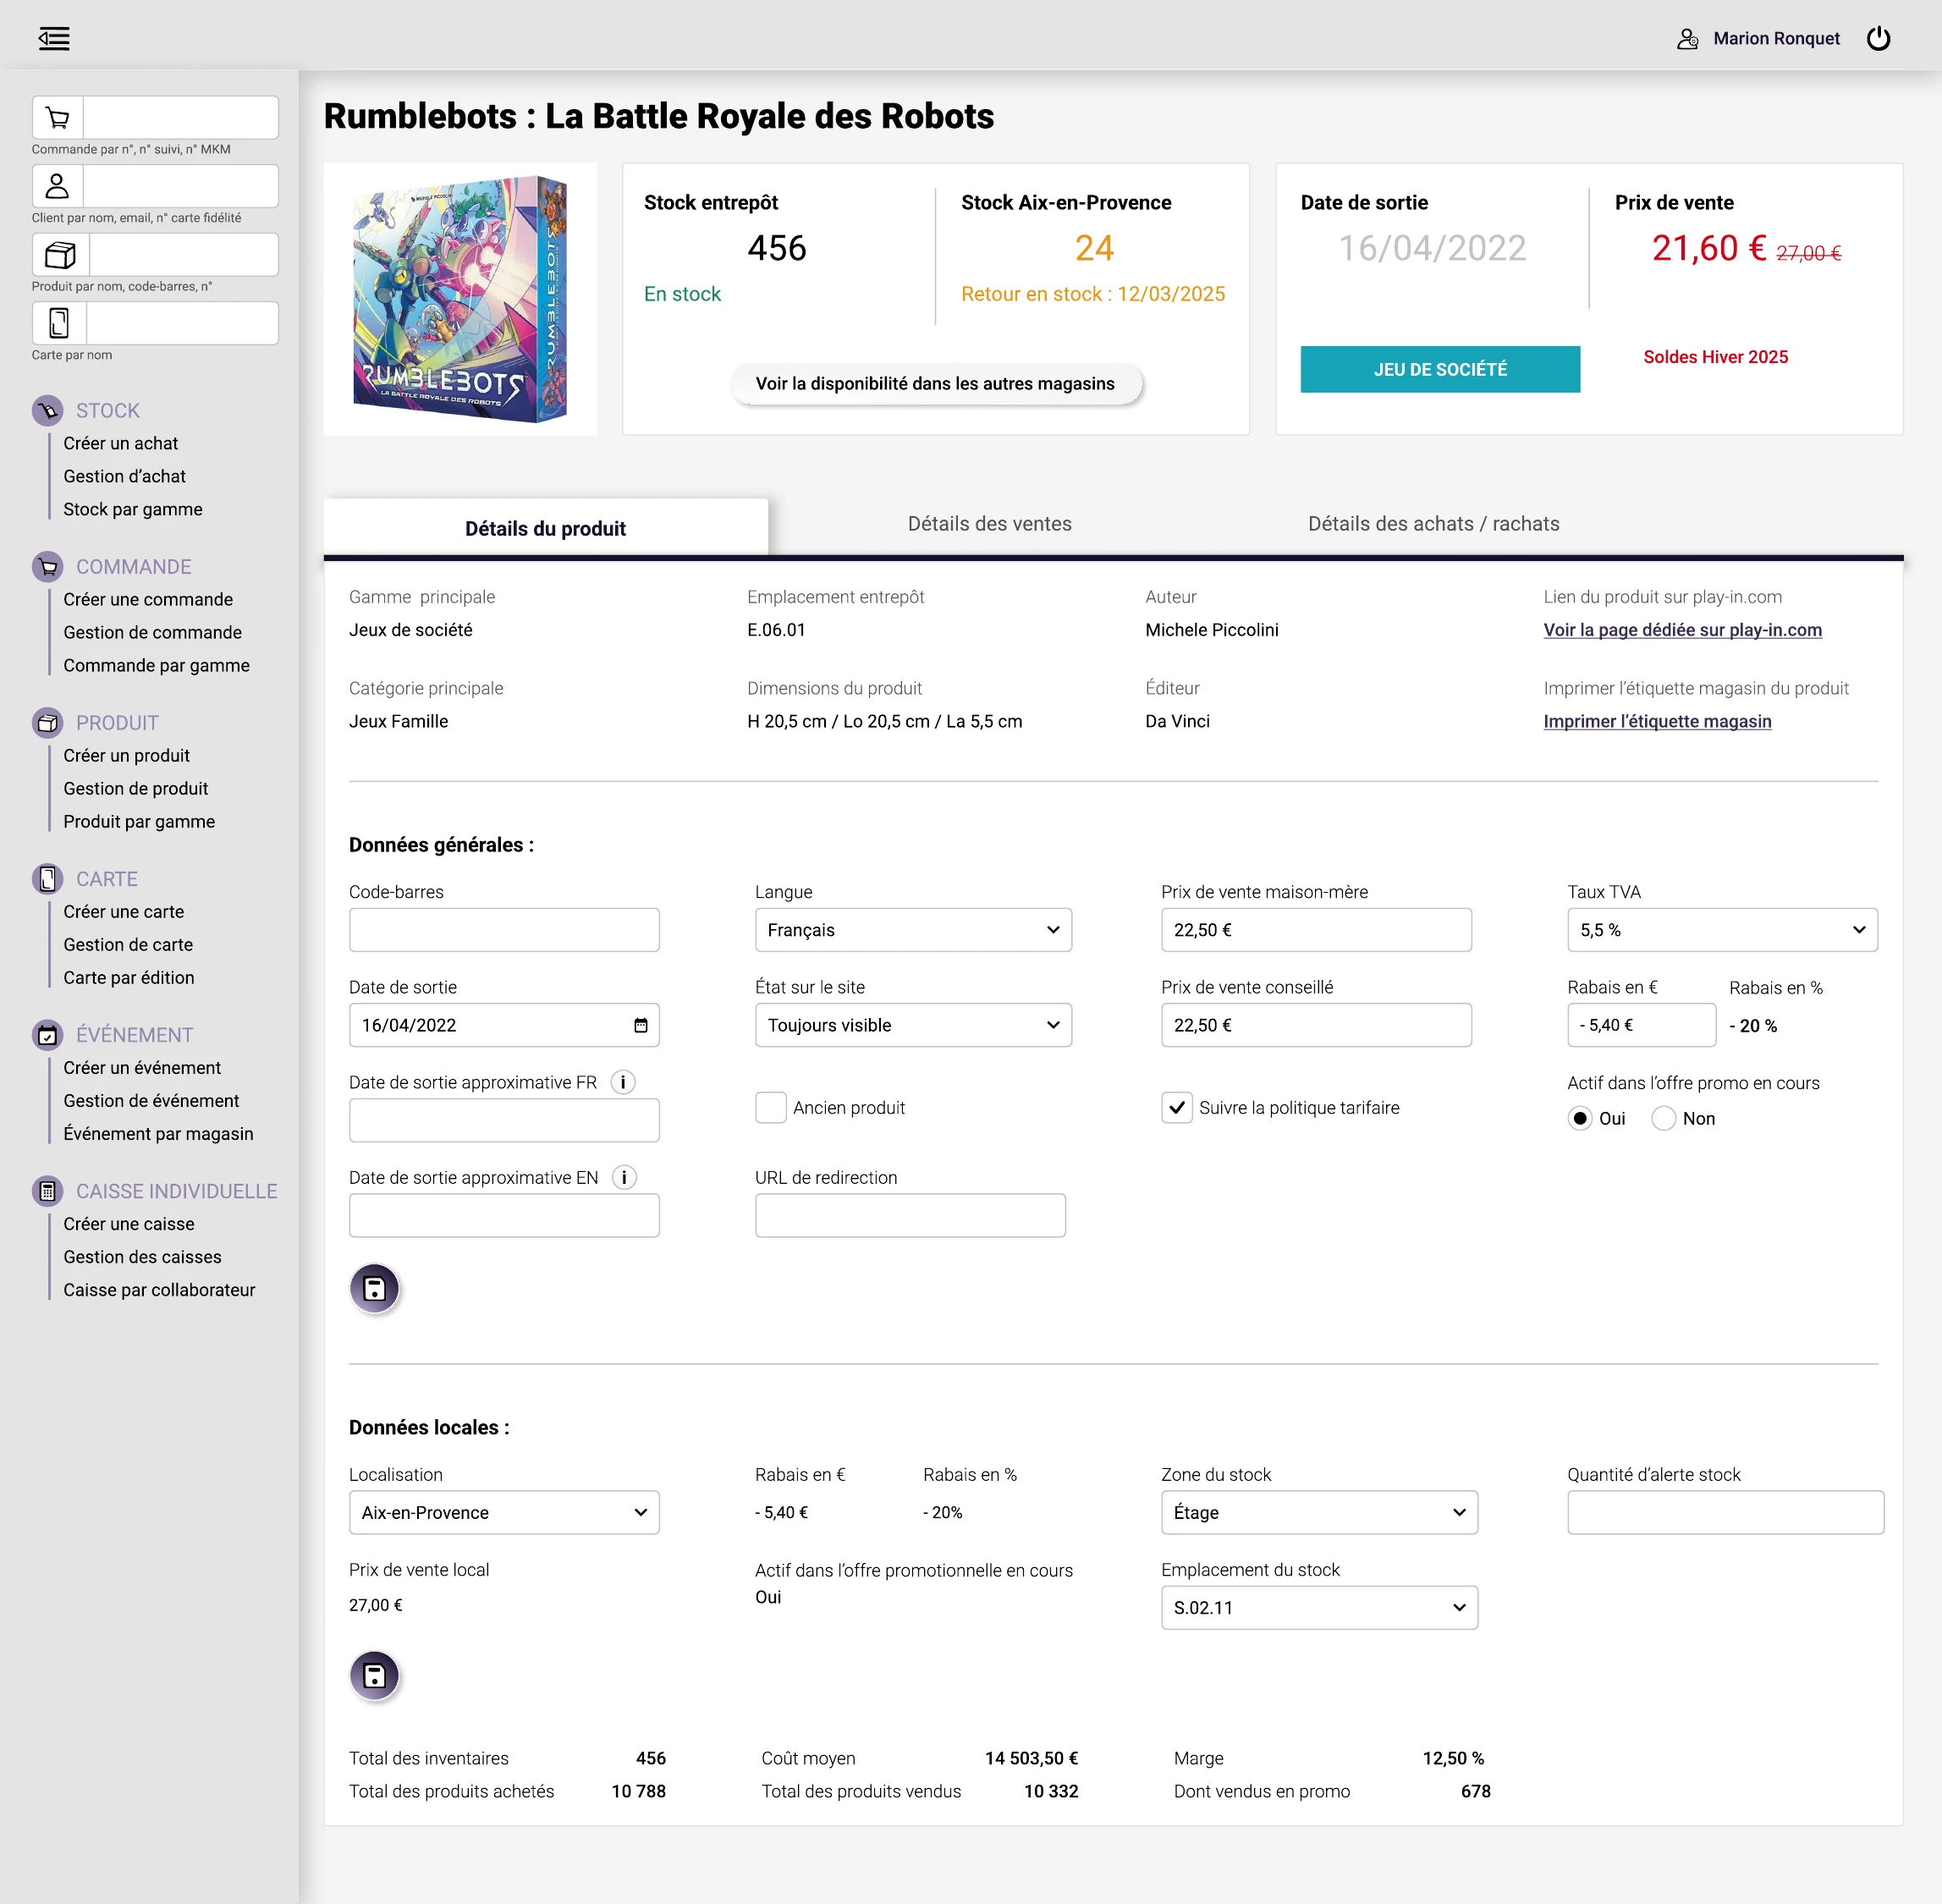 Marion Ronquet
Commande par n°, n° suivi, n° MKM
Client par nom, email, n° carte fidélité
Produit par nom, code-barres, n°
Carte par nom
STOCK
Créer un achat
Gestion d’achat
Stock par gamme
COMMANDE
Créer une commande
Gestion de commande
Commande par gamme
PRODUIT
Créer un produit
Gestion de produit
Produit par gamme
CARTE
Créer une carte
Gestion de carte
Carte par édition
ÉVÉNEMENT
Créer un événement
Gestion de événement
Événement par magasin
CAISSE INDIVIDUELLE
Créer une caisse
Gestion des caisses
Caisse par collaborateur
Rumblebots : La Battle Royale des Robots
MICHELE PICCOLINI
RUMBLEBOTS
LA BATTLE ROYALE DES ROBOTS
RUMBLEBOTS
Stock entrepôt
456
En stock
Stock Aix-en-Provence
24
Retour en stock : 12/03/2025
Voir la disponibilité dans les autres magasins
Date de sortie
16/04/2022
JEU DE SOCIÉTÉ
Prix de vente
21,60 € 27,00 €
Soldes Hiver 2025
Détails du produit
Détails des ventes
Détails des achats / rachats
Gamme principale
Jeux de société
Emplacement entrepôt
E.06.01
Auteur
Michele Piccolini
Lien du produit sur play-in.com
Voir la page dédiée sur play-in.com
Catégorie principale
Jeux Famille
Dimensions du produit
H 20,5 cm / Lo 20,5 cm / La 5,5 cm
Éditeur
Da Vinci
Imprimer l’étiquette magasin du produit
Imprimer l’étiquette magasin
Données générales :
Code-barres
Langue
Français
Prix de vente maison-mère
22,50 €
Taux TVA
5,5 %
Date de sortie
16/04/2022
État sur le site
Toujours visible
Prix de vente conseillé
22,50 €
Rabais en €
- 5,40 €
Rabais en %
- 20 %
Date de sortie approximative FR
Ancien produit
Suivre la politique tarifaire
Actif dans l’offre promo en cours
Oui
Non
Date de sortie approximative EN
URL de redirection
Données locales :
Localisation
Aix-en-Provence
Rabais en €
- 5,40 €
Rabais en %
- 20%
Zone du stock
Étage
Quantité d’alerte stock
Prix de vente local
27,00 €
Actif dans l’offre promotionnelle en cours
Oui
Emplacement du stock
S.02.11
Total des inventaires 456
Coût moyen 14 503,50 €
Marge 12,50 %
Total des produits achetés 10 788
Total des produits vendus 10 332
Dont vendus en promo 678